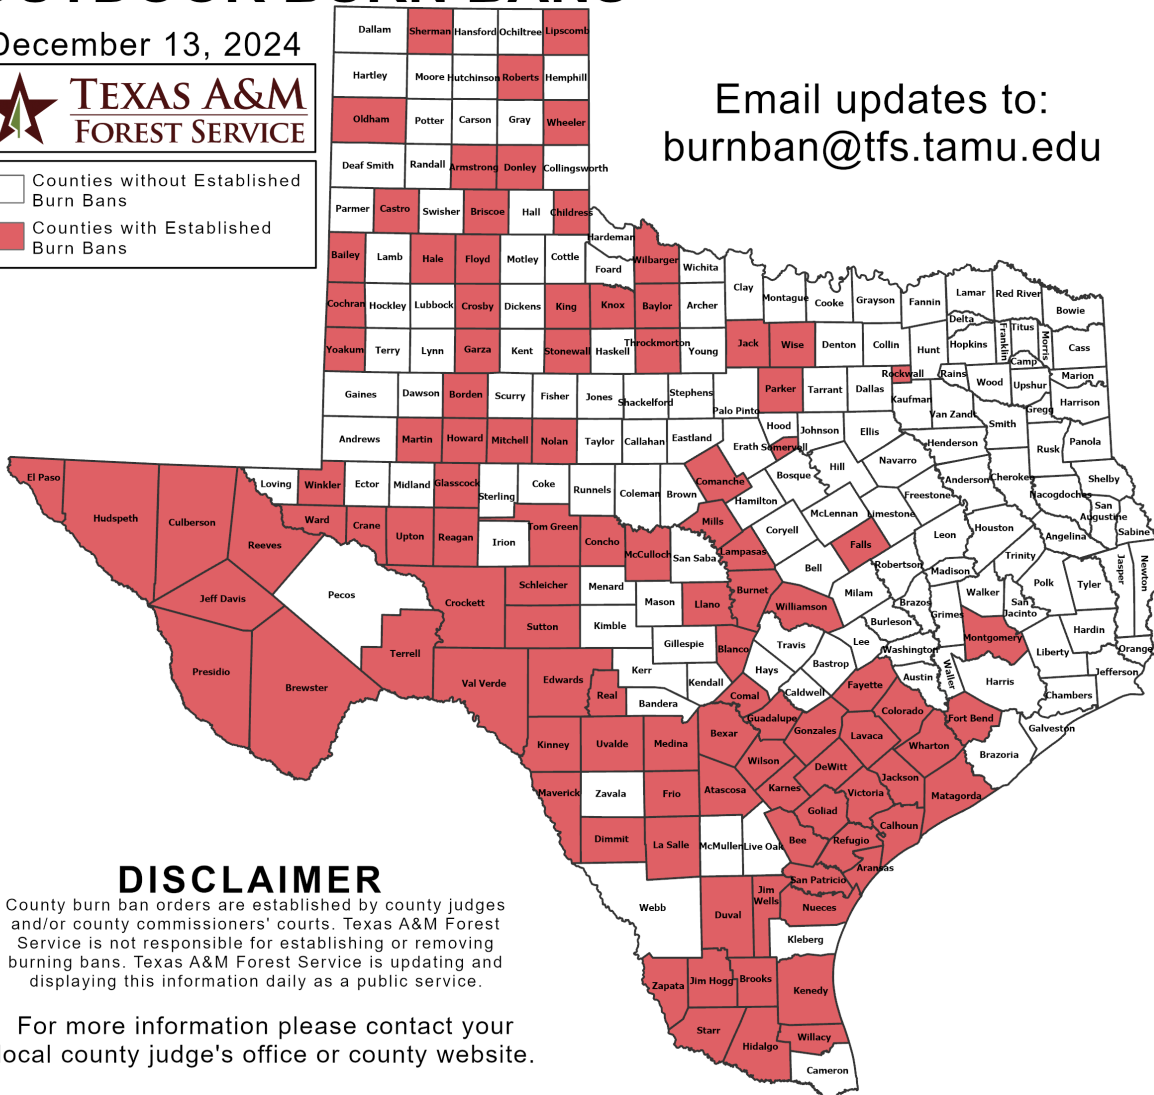 December 13, 2024
TEXAS A&M
FOREST SERVICE
Counties without Established
Burn Bans
Counties with Established
Burn Bans
Email updates to:
burnban@tfs.tamu.edu
Dallam Sherman Hansford Ochiltree Lipscomb
Hartley Moore Hutchinson Roberts Hemphill
Oldham Potter Carson Gray Wheeler
Deaf Smith Randall Armstrong Donley Collingsworth
Parmer Castro Swisher Briscoe Hall Childress
Hardeman
Bailey Lamb Hale Floyd Motley Cottle Foard Wilbarger Wichita
Clay Montague Cooke Grayson Fannin Lamar Red River Bowie
Cochran Hockley Lubbock Crosby Dickens King Knox Baylor Archer
Delta Franklin Titus Morris Cass
Yoakum Terry Lynn Garza Kent Stonewall Haskell Throckmorton Young Jack Wise Denton Collin Hunt Hopkins
Camp
Rockwall Rains Wood Upshur Marion
Gaines Dawson Borden Scurry Fisher Jones Shackelford Stephens Palo Pinto Parker Tarrant Dallas Kaufman Van Zandt Gregg Harrison
Andrews Martin Howard Mitchell Nolan Taylor Callahan Eastland Erath Hood Somervell Johnson Ellis Henderson Smith Rusk Panola
El Paso Hudspeth Culberson Reeves Loving Winkler Ector Midland Glasscock Sterling Coke Runnels Coleman Brown Comanche Hamilton Bosque Hill Navarro Freestone Anderson Cherokee Nacogdoches Shelby
San
Augustine
Sabine
Ward Crane Upton Reagan Irion Tom Green Concho McCulloch San Saba Mills Lampasas Coryell McLennan Limestone Falls Leon Houston Angelina
Trinity
Jeff Davis Pecos Crockett Schleicher Menard Mason Llano Burnet Bell Williamson Milam Robertson Madison Walker Polk Tyler Jasper Newton
San
Jacinto
Brazos Grimes
Presidio Brewster Terrell Val Verde Sutton Kimble Gillespie Blanco Travis Lee Burleson Washington Montgomery Liberty Hardin Orange
Edwards Real Kerr Kendall Bandera Hays Bastrop Caldwell Fayette Austin Waller Harris Chambers Jefferson
Comal Guadalupe Gonzales Colorado Fort Bend Galveston
Kinney Uvalde Medina Bexar Wilson Lavaca Wharton Brazoria
Maverick Zavala Frio Atascosa Karnes DeWitt Victoria Jackson Matagorda
Dimmit La Salle McMullen Live Oak Bee Goliad Refugio Calhoun
Aransas
San Patricio
Webb Duval Jim
Wells Nueces
Kleberg
Zapata Jim Hogg Brooks Kenedy
Starr Hidalgo Willacy
Cameron
DISCLAIMER
County burn ban orders are established by county judges
and/or county commissioners' courts. Texas A&M Forest
Service is not responsible for establishing or removing
burning bans. Texas A&M Forest Service is updating and
displaying this information daily as a public service.
For more information please contact your
local county judge's office or county website.